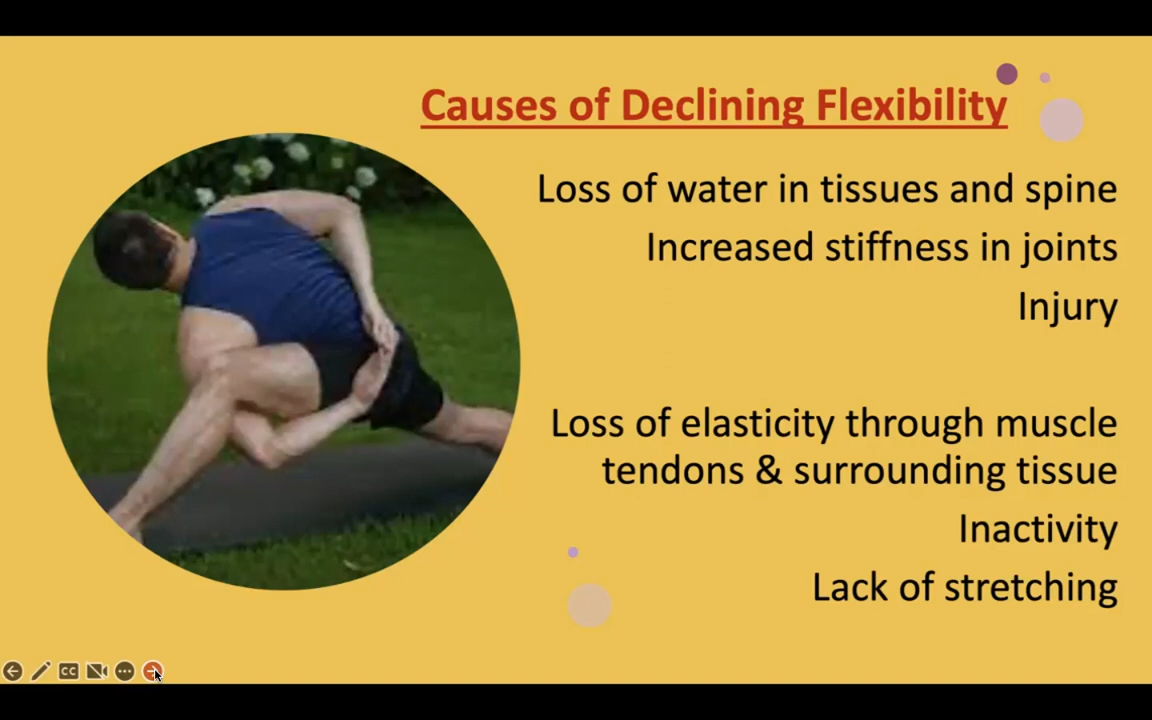 Causes of Declining Flexibility
Loss of water in tissues and spine
Increased stiffness in joints
Injury
Loss of elasticity through muscle
tendons & surrounding tissue
Inactivity
Lack of stretching
CC